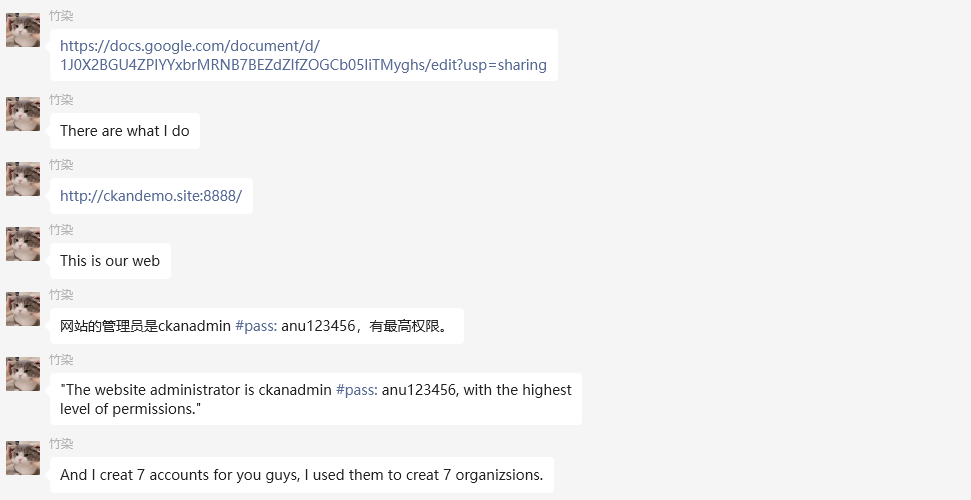 竹染
https://docs.google.com/document/d/
1J0X2BGU4ZPIYYxbrMRNB7BEZdZlfZOGCb05IiTMyghs/edit?usp=sharing
竹染
There are what I do
竹染
http://ckandemo.site:8888/
竹染
This is our web
竹染
网站的管理员是ckanadmin #pass: anu123456，有最高权限。
竹染
"The website administrator is ckanadmin #pass: anu123456, with the highest
level of permissions."
竹染
And I creat 7 accounts for you guys, I used them to creat 7 organizsions.